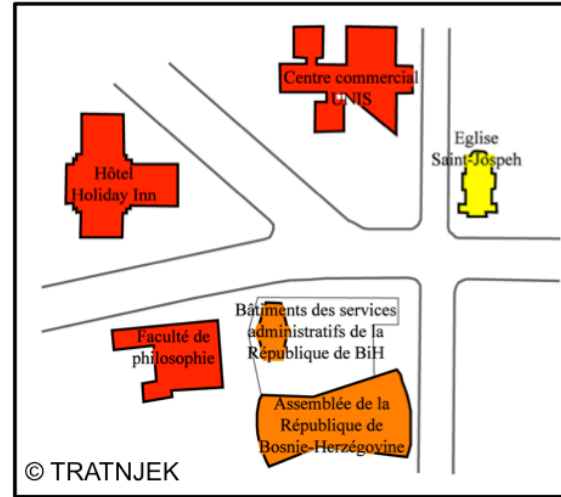 Centre commercial
UNIS
Eglise
Saint-Jospeh
Hôtel
Holiday Inn
Bâtiments des services
administratifs de la
République de BiH
Faculté de
philosophie
Assemblée de la
République de
Bosnie-Herzégovine
© TRATNJEK